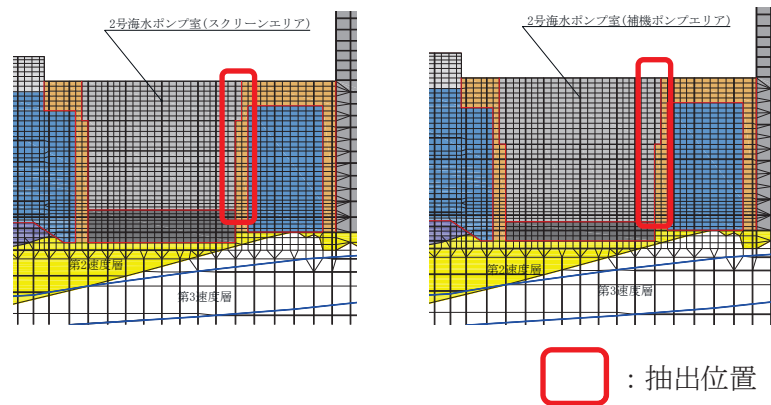 2号海水ポンプ室(スクリーンエリア)
2号海水ポンプ室(補機ポンプエリア)
第2速度層
第3速度層
第2速度層
第3速度層
：抽出位置